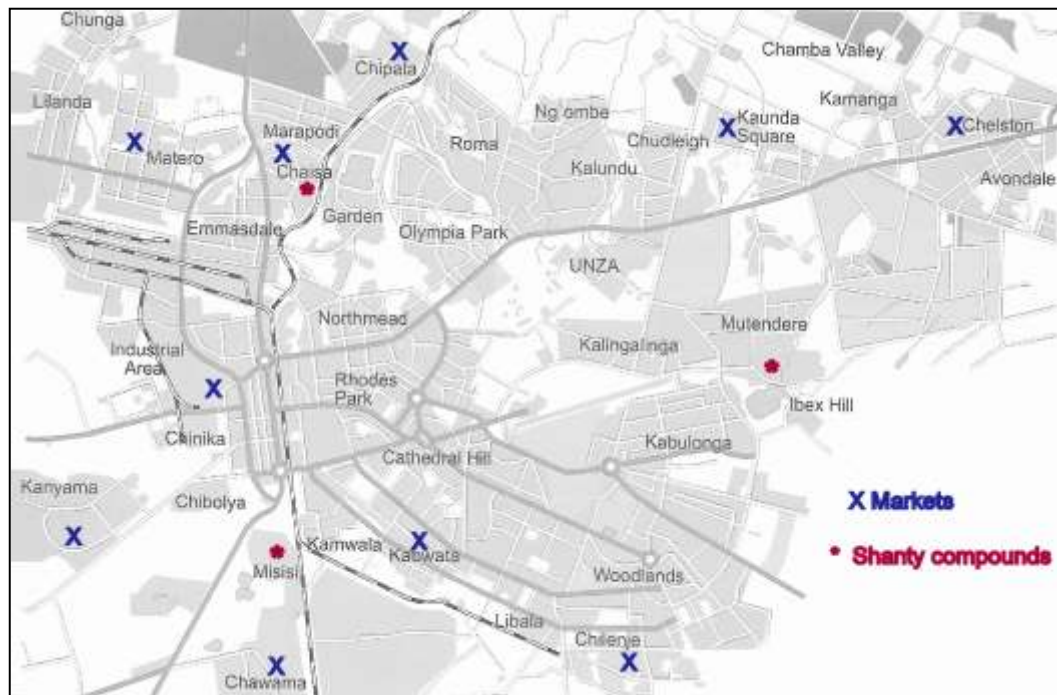 Chunga
Chipala
Chamba Valley
Lilanda
Kamanga
Ng ombe
Kaunda
Square
Marapodi
Roma
Chudleigh
Chelston
Matero
Chaisa
Kalundu
Avondale
Garden
Emmasdale
Olympia Park
UNZA
Northmead
Mutendere
Industrial
Area
Kalingalinga
Rhodes
Park
Ibex Hill
Chinika
Cathedral Hill
Kabulonga
Kanyama
Chibolya
X Markets
Kamwala
Kabwata
Shanty compounds
Misisi
Woodlands
Libala
Chilenje
Chawama